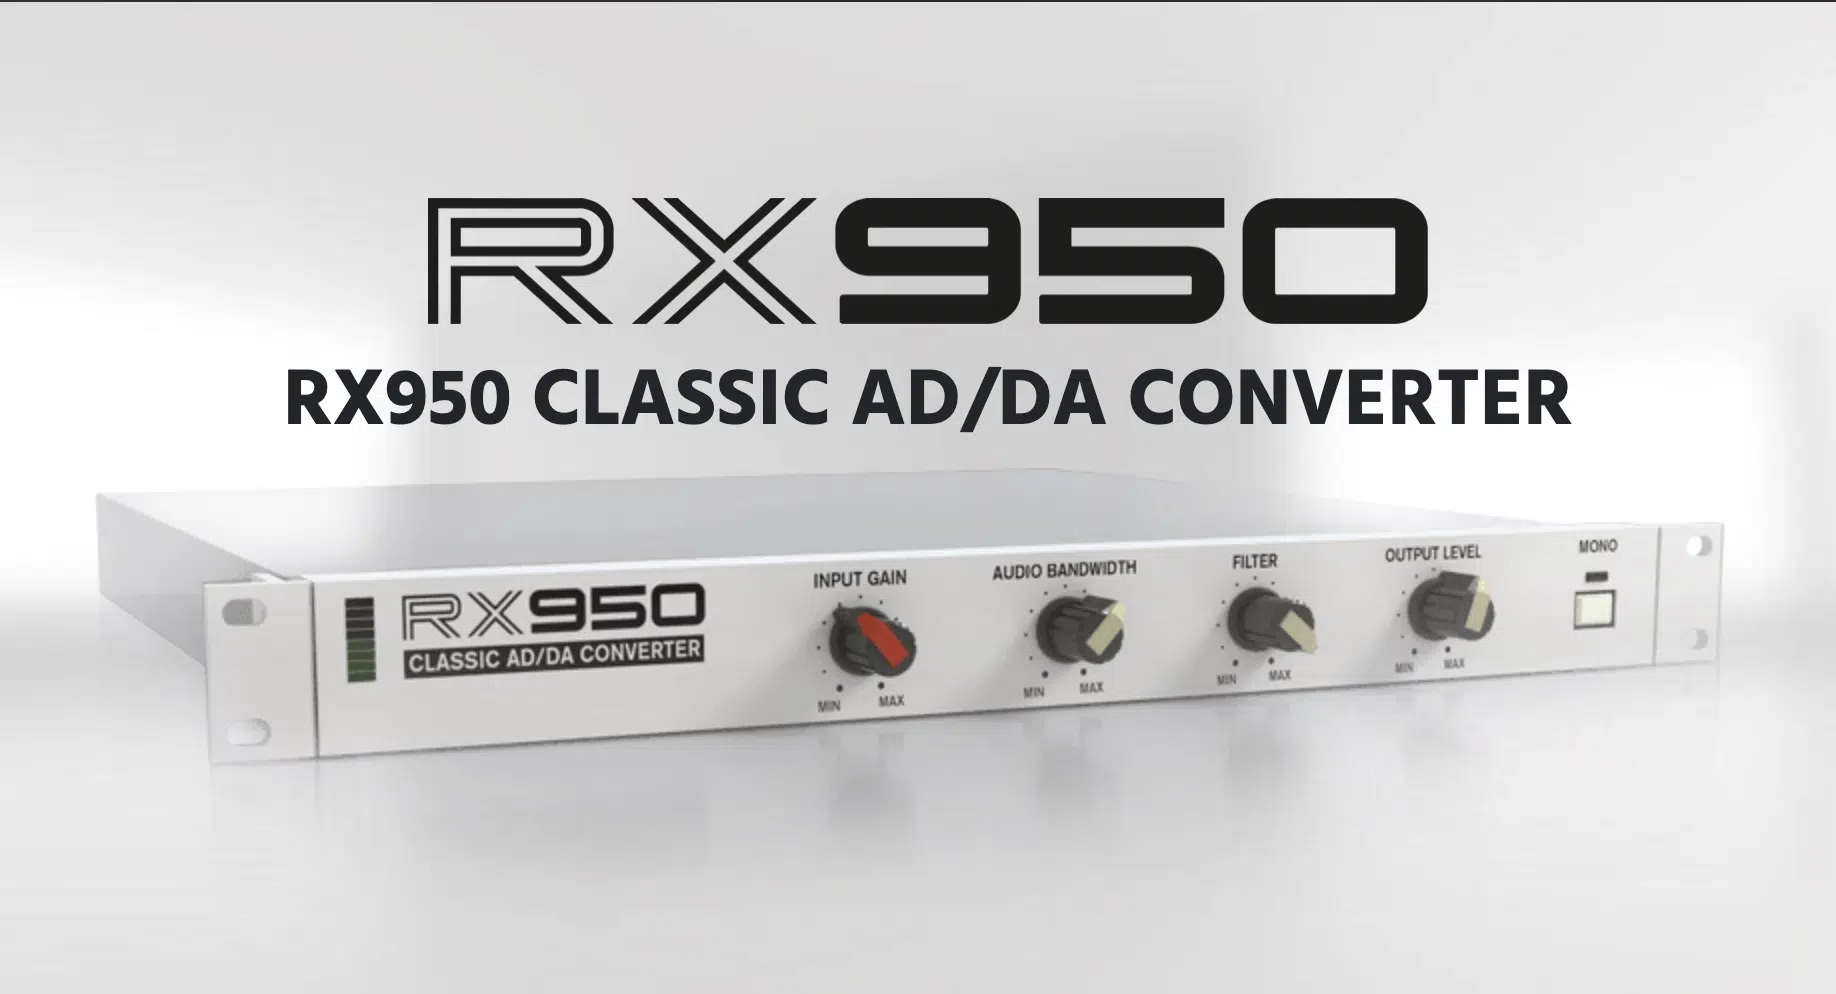 RX950
RX950 CLASSIC AD/DA CONVERTER
RX950
CLASSIC AD/DA CONVERTER
INPUT GAIN
MIN MAX
AUDIO BANDWIDTH
MIN MAX
FILTER
MIN MAX
OUTPUT LEVEL
MIN MAX
MONO